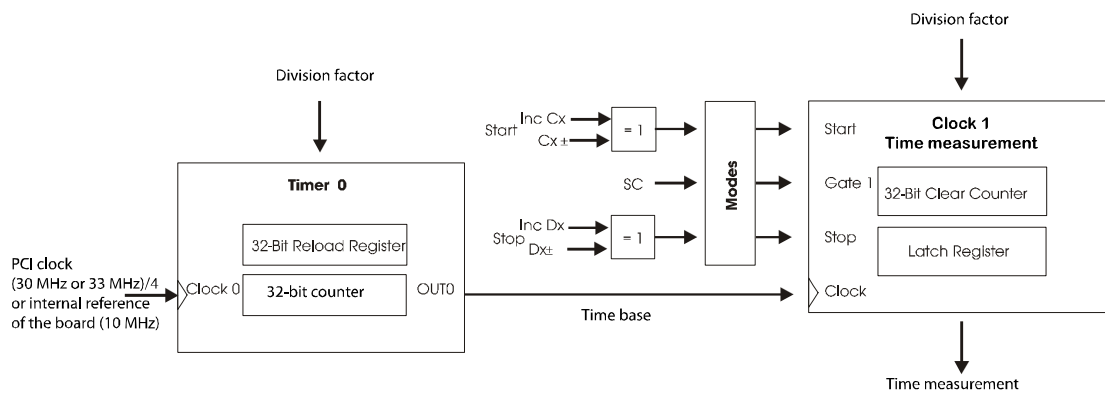 Division factor
Timer 0
32-Bit Reload Register
32-bit counter
Clock 0
OUT0
PCI clock
(30 MHz or 33 MHz)/4
or internal reference
of the board (10 MHz)
Time base
Start
Inc Cx
Cx ±
= 1
SC
Stop
Inc Dx
Dx±
= 1
Modes
Division factor
Clock 1
Time measurement
Start
Gate 1
32-Bit Clear Counter
Stop
Latch Register
Clock
Time measurement